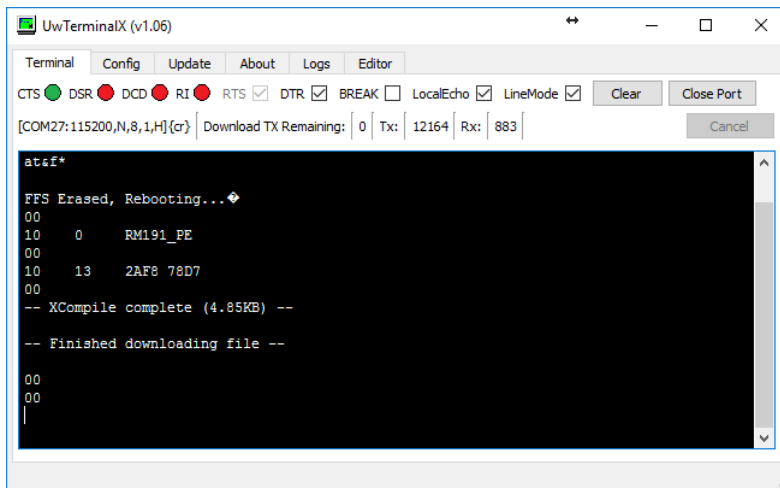 UwTerminalX (v1.06)
Terminal Config Update About Logs Editor
CTS DSR DCD RI RTS DTR BREAK LocalEcho LineMode Clear Close Port
[COM27:115200,N,8,1,H]{cr} Download TX Remaining: 0 Tx: 12164 Rx: 883 Cancel
at&f*
FFS Erased, Rebooting...�
00
10 0 RM191_PE
00
10 13 2AF8 78D7
00
-- XCompile complete (4.85KB) --
-- Finished downloading file --
00
00